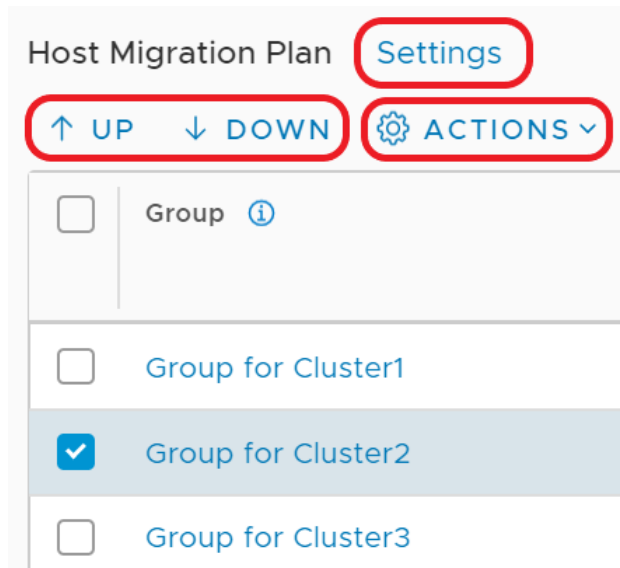 Host Migration Plan Settings
UP DOWN ACTIONS
Group
Group for Cluster1
Group for Cluster2
Group for Cluster3